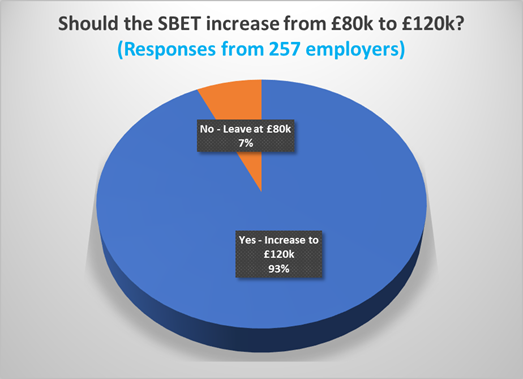 Should the SBET increase from £80k to £120k?
(Responses from 257 employers)
No - Leave at £80k
7%
Yes - Increase to
£120k
93%